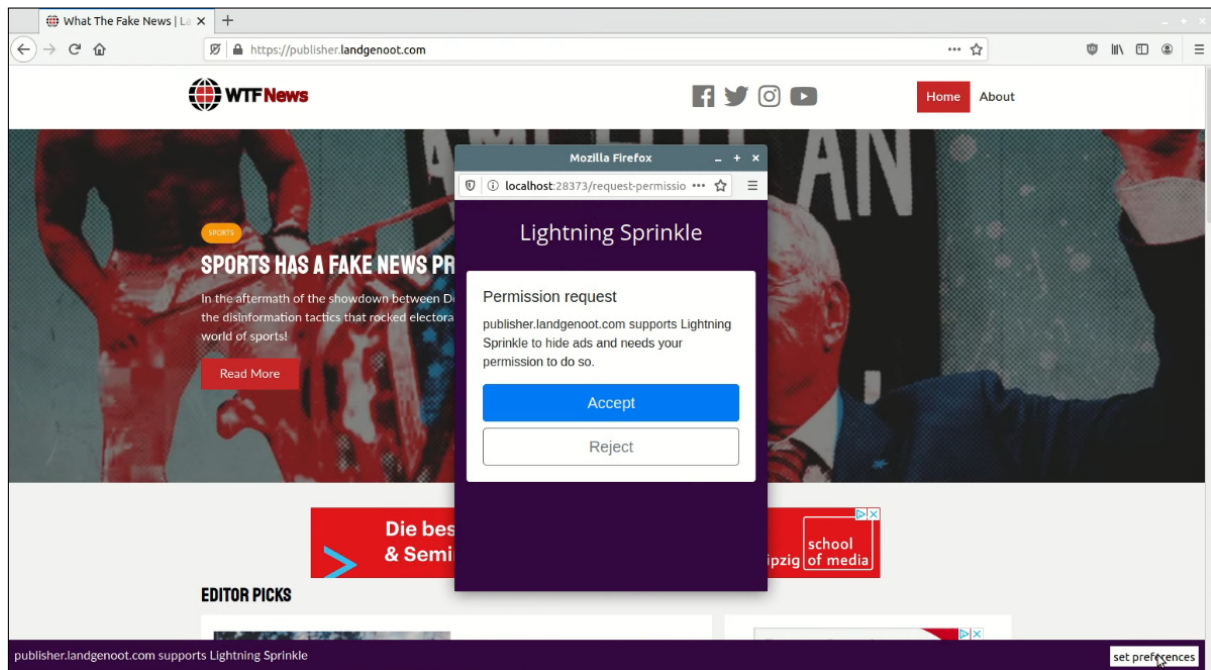 What The Fake News | La
https://publisher.landgenoot.com
WTFNews
Home
About
AN
SPORTS
SPORTS HAS A FAKE NEWS PR
In the aftermath of the showdown between D
the disinformation tactics that rocked electora
world of sports!
Read More
Mozilla Firefox
localhost:28373/request-permissio
Lightning Sprinkle
Permission request
publisher.landgenoot.com supports Lightning
Sprinkle to hide ads and needs your
permission to do so.
Accept
Reject
Die bes
& Semi
school
ipzig of media
EDITOR PICKS
publisher.landgenoot.com supports Lightning Sprinkle
set preferences